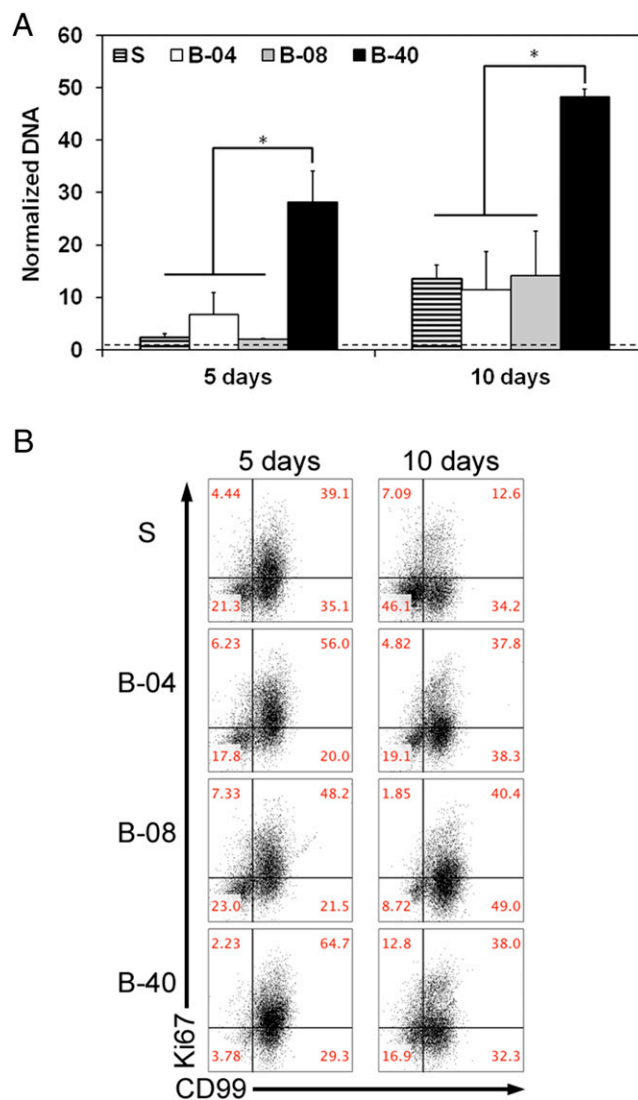 A
60
50
40
30
20
10
0
Normalized DNA
S B-04 B-08 B-40
*
*
5 days 10 days
B
5 days 10 days
S
4.44 39.1
21.3 35.1
7.09 12.6
46.1 34.2
B-04
6.23 56.0
17.8 20.0
4.82 37.8
19.1 38.3
B-08
7.33 48.2
23.0 21.5
1.85 40.4
8.72 49.0
B-40
2.23 64.7
3.78 29.3
12.8 38.0
16.9 32.3
Ki67
CD99